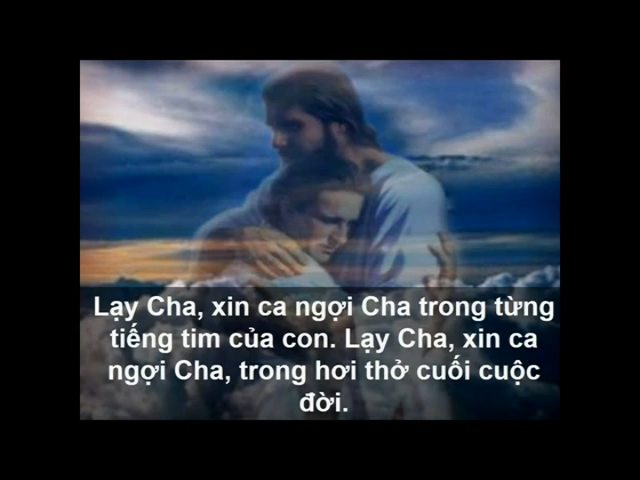 Lạy Cha, xin ca ngợi Cha trong từng
tiếng tim của con. Lạy Cha, xin ca
ngợi Cha, trong hơi thở cuối cuộc
đời.